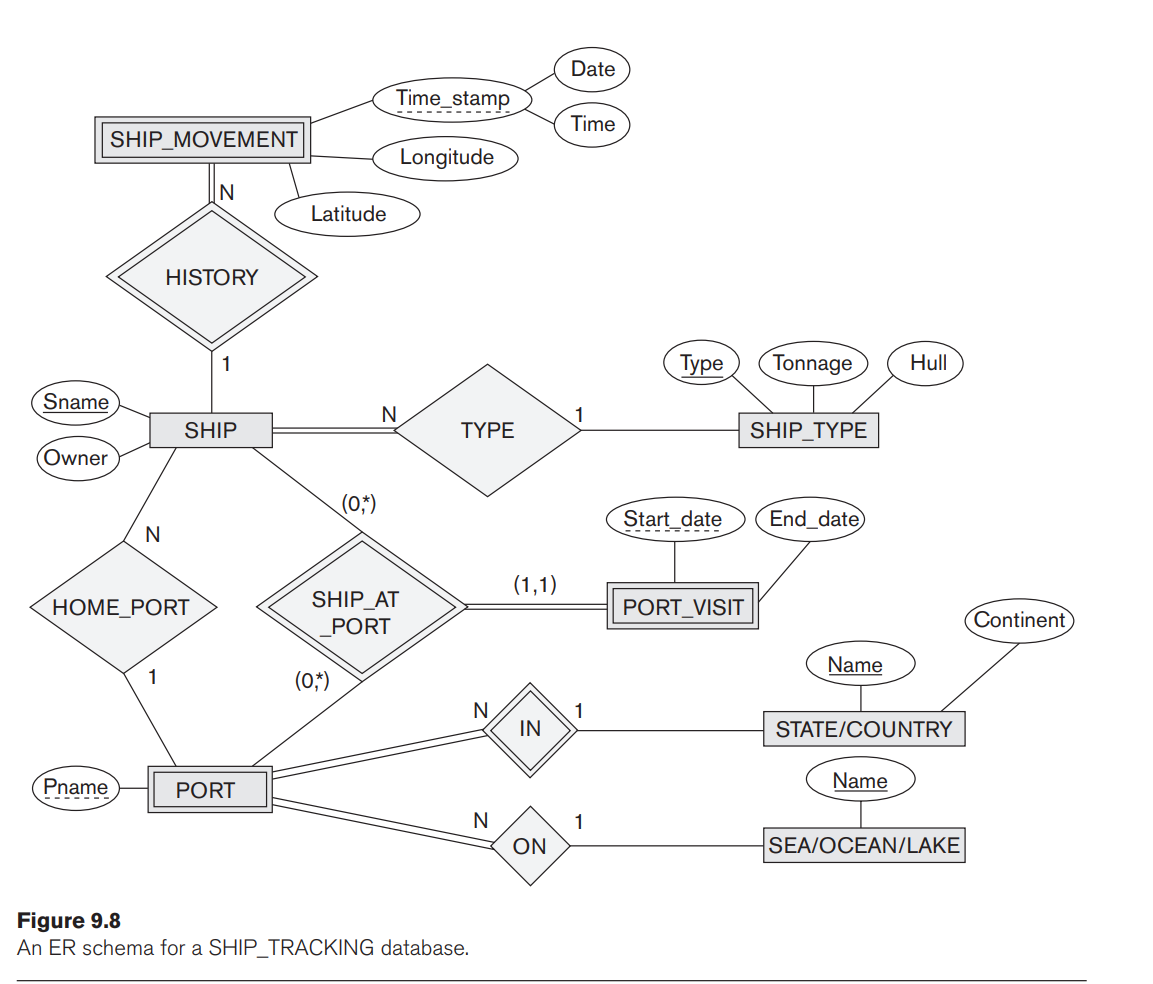 Date
Time_stamp
Time
SHIP_MOVEMENT
Longitude
N
Latitude
HISTORY
1
Type
Tonnage
Hull
Sname
N
1
SHIP
TYPE
SHIP_TYPE
Owner
(0,*)
Start_date
End_date
N
(1,1)
HOME_PORT
SHIP_AT
_PORT
PORT_VISIT
Continent
1
(0,*)
Name
N
1
IN
STATE/COUNTRY
Name
Pname
PORT
N
1
ON
SEA/OCEAN/LAKE
Figure 9.8
An ER schema for a SHIP_TRACKING database.